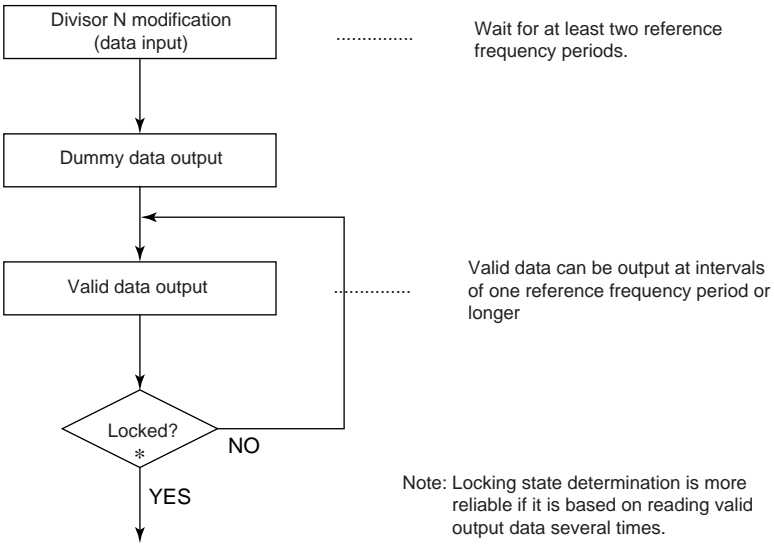 Divisor N modification
(data input)
Wait for at least two reference
frequency periods.
Dummy data output
Valid data output
Valid data can be output at intervals
of one reference frequency period or
longer
Locked?
*
NO
YES
Note: Locking state determination is more
reliable if it is based on reading valid
output data several times.